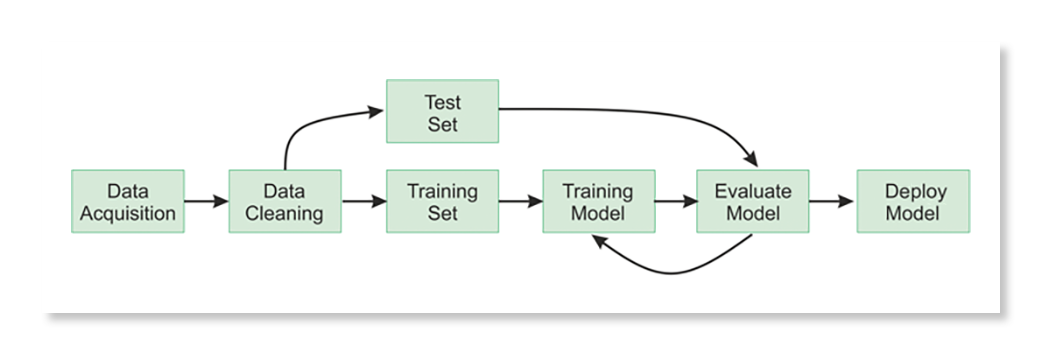 Test
Set
Data
Acquisition
Data
Cleaning
Training
Set
Training
Model
Evaluate
Model
Deploy
Model